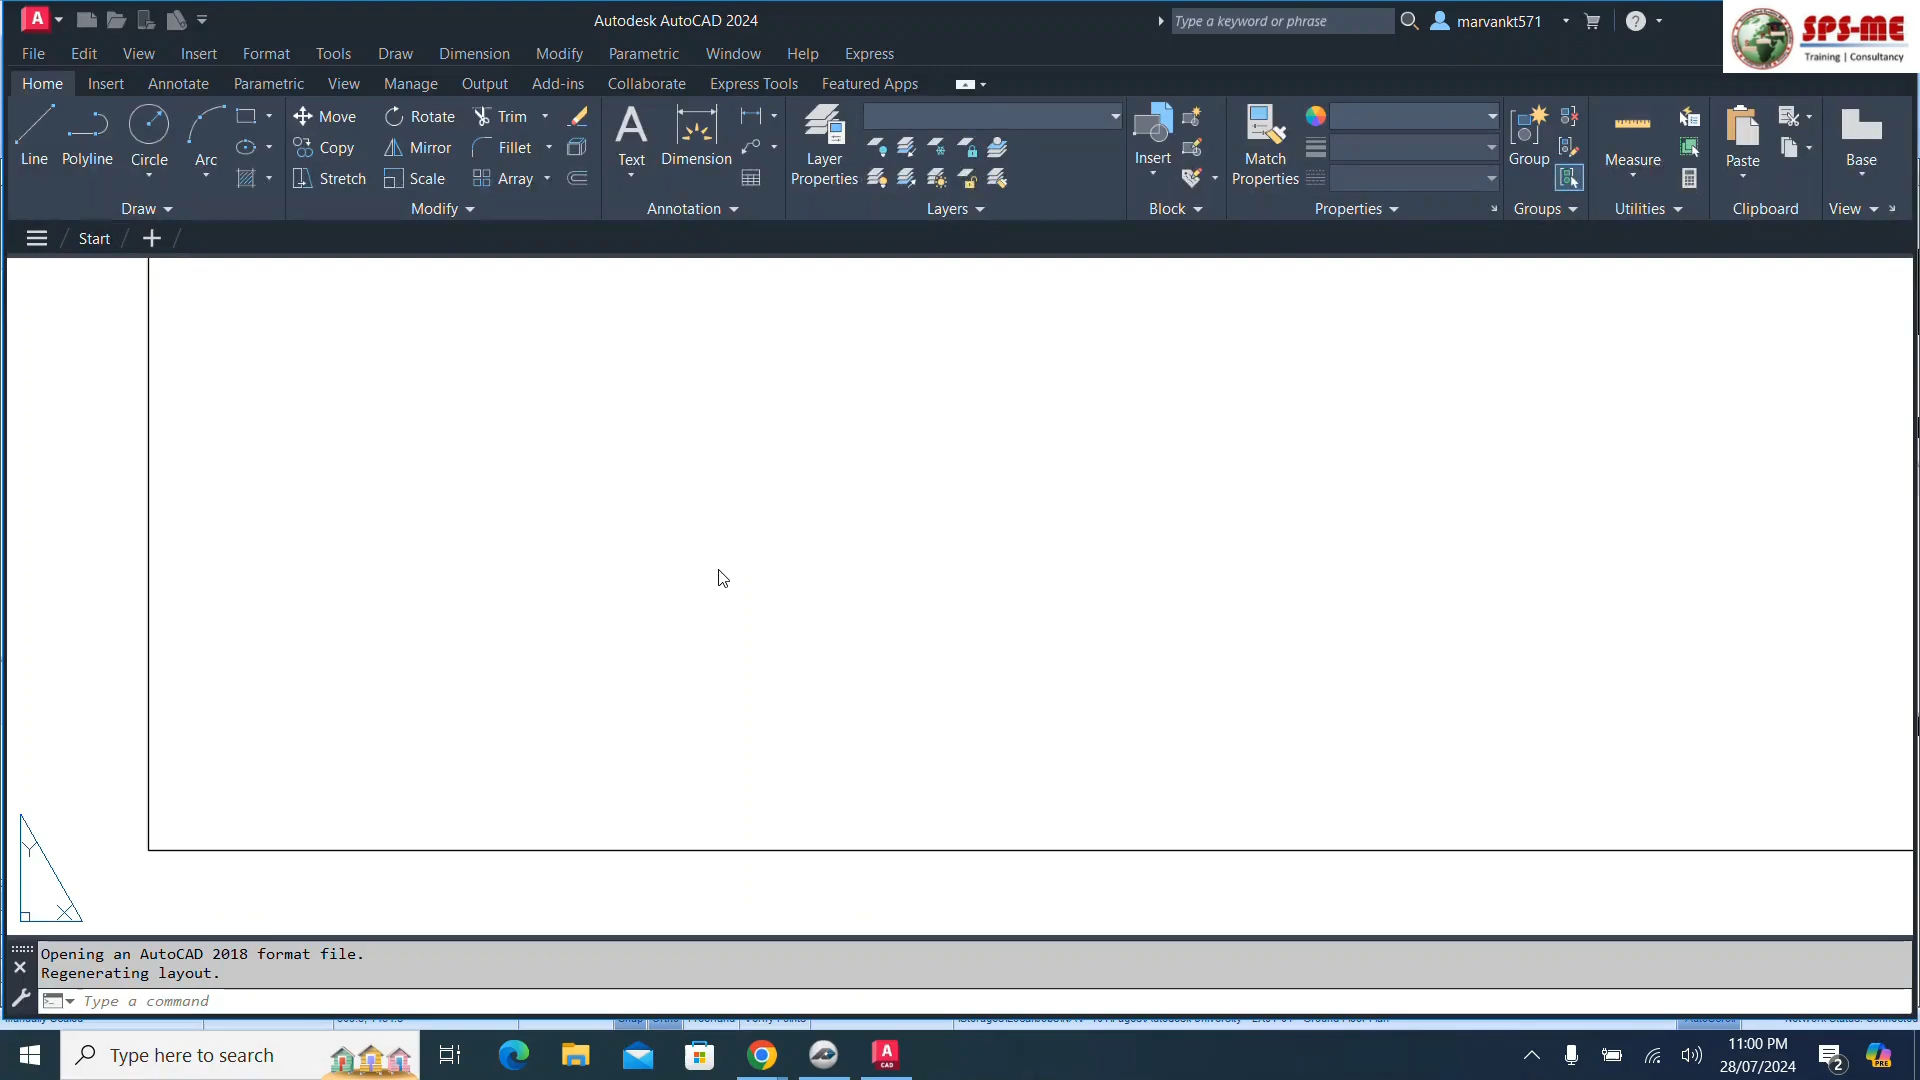 A Autodesk AutoCAD 2024 Type a keyword or phrase marvankt571 ? SPS-ME
Training | Consultancy
File Edit View Insert Format Tools Draw Dimension Modify Parametric Window Help Express
Home Insert Annotate Parametric View Manage Output Add-ins Collaborate Express Tools Featured Apps
Move Rotate Trim
Copy Mirror Fillet
Stretch Scale Array
Line Polyline Circle Arc Text Dimension Layer Properties Insert Match Properties Group Measure Paste Base
Draw Modify Annotation Layers Block Properties Groups Utilities Clipboard View
Start +
Y
X
Opening an AutoCAD 2018 format file.
Regenerating layout.
Type a command
Type here to search
A
CAD
11:00 PM
28/07/2024
2
PRE